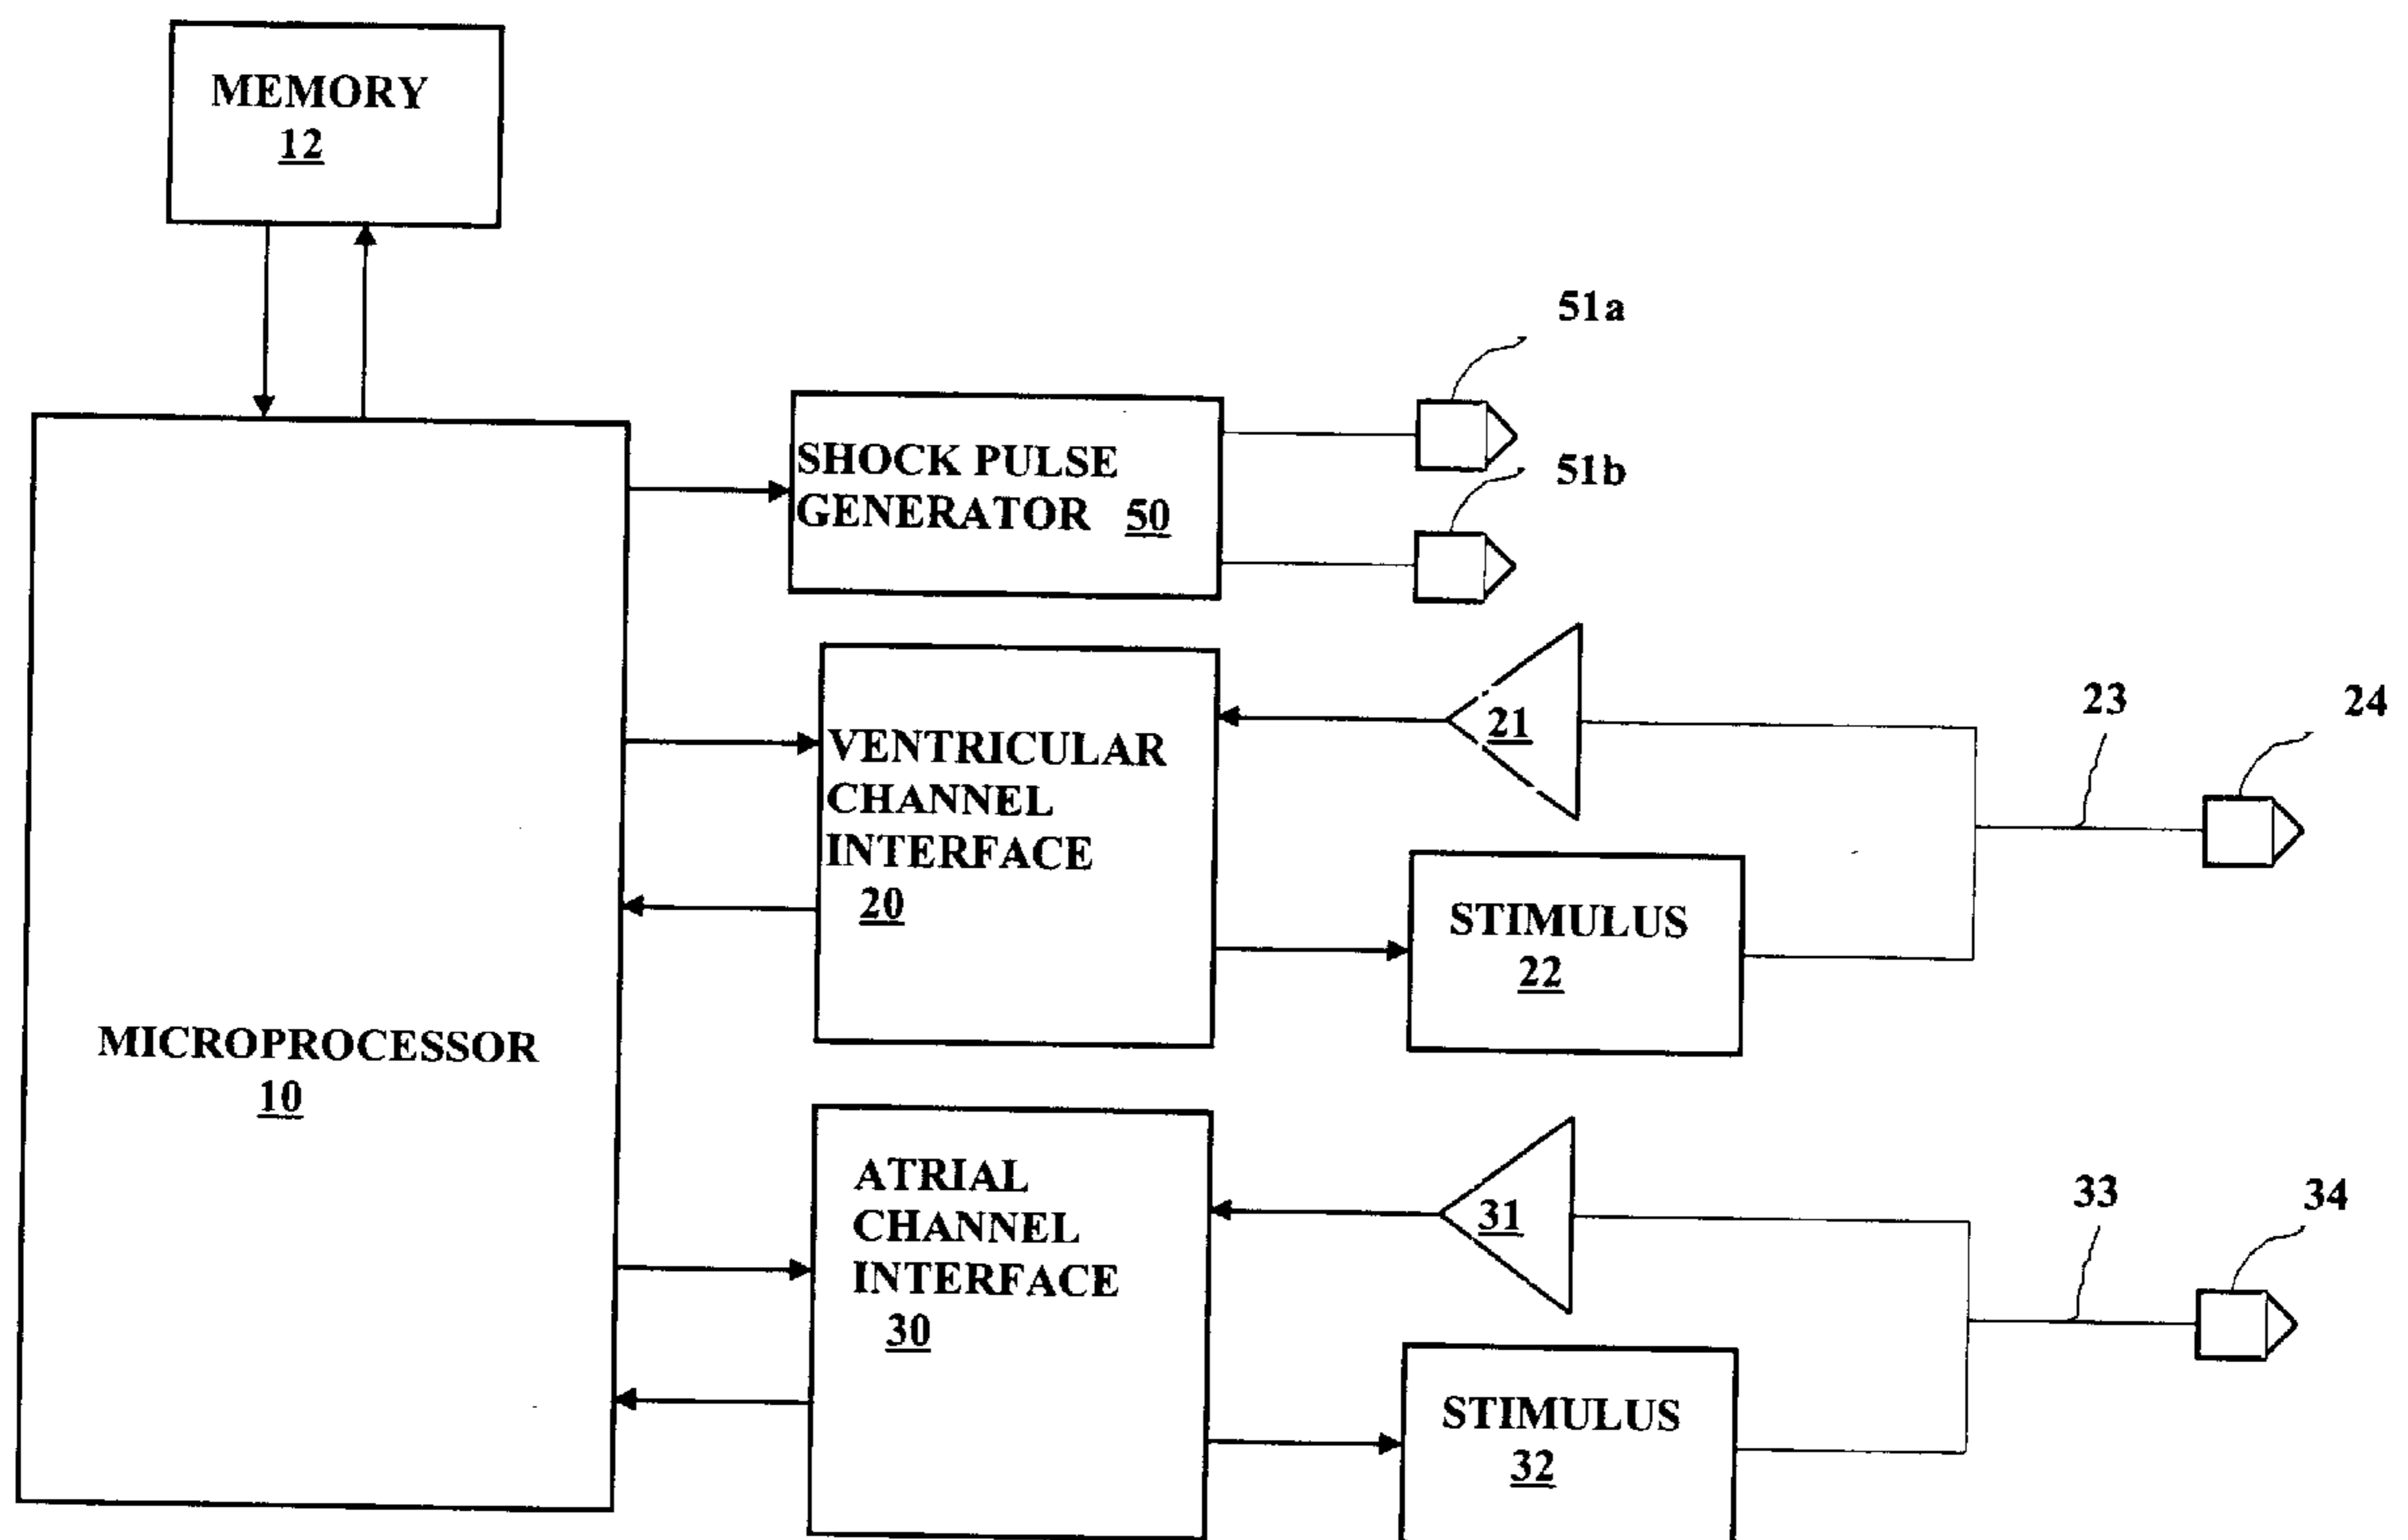 MEMORY
12
51a
SHOCK PULSE
GENERATOR 50
51b
21
23
24
VENTRICULAR
CHANNEL
INTERFACE
20
STIMULUS
22
MICROPROCESSOR
10
ATRIAL
CHANNEL
INTERFACE
30
31
33
34
STIMULUS
32